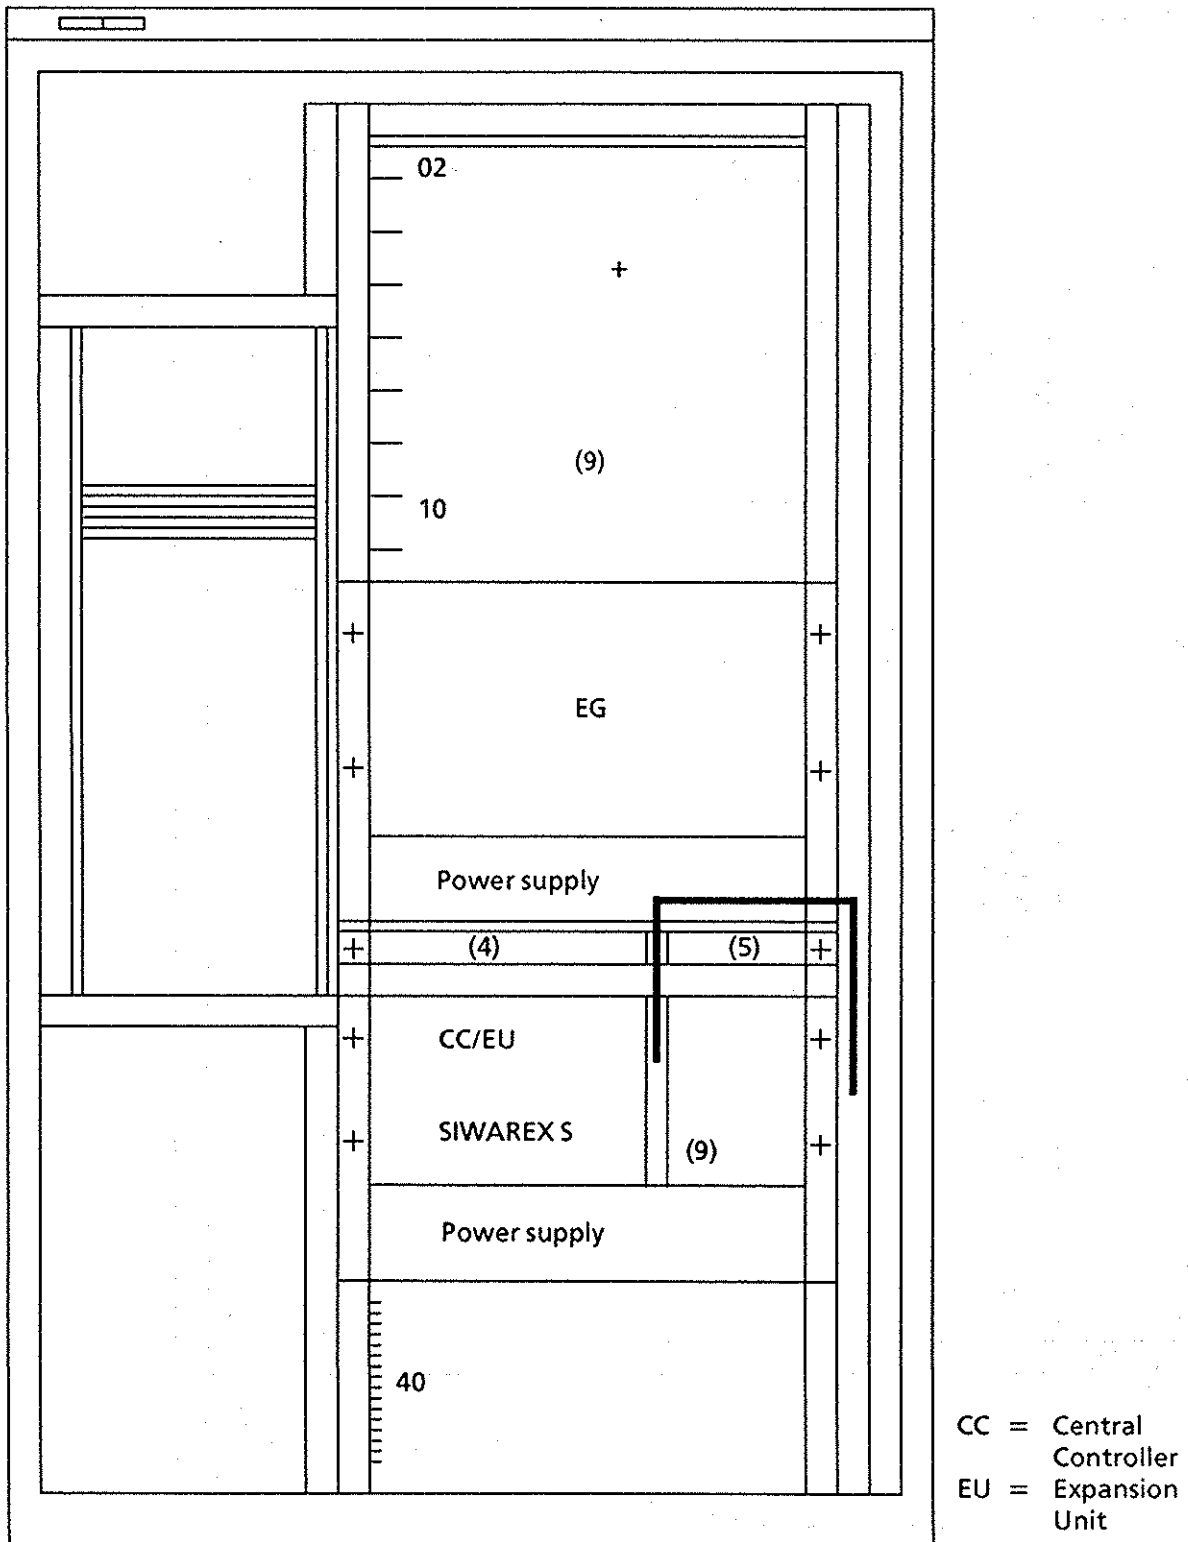 02
(9)
10
EG
Power supply
(4) (5)
CC/EU
SIWAREX S
(9)
Power supply
40
CC = Central
Controller
EU = Expansion
Unit